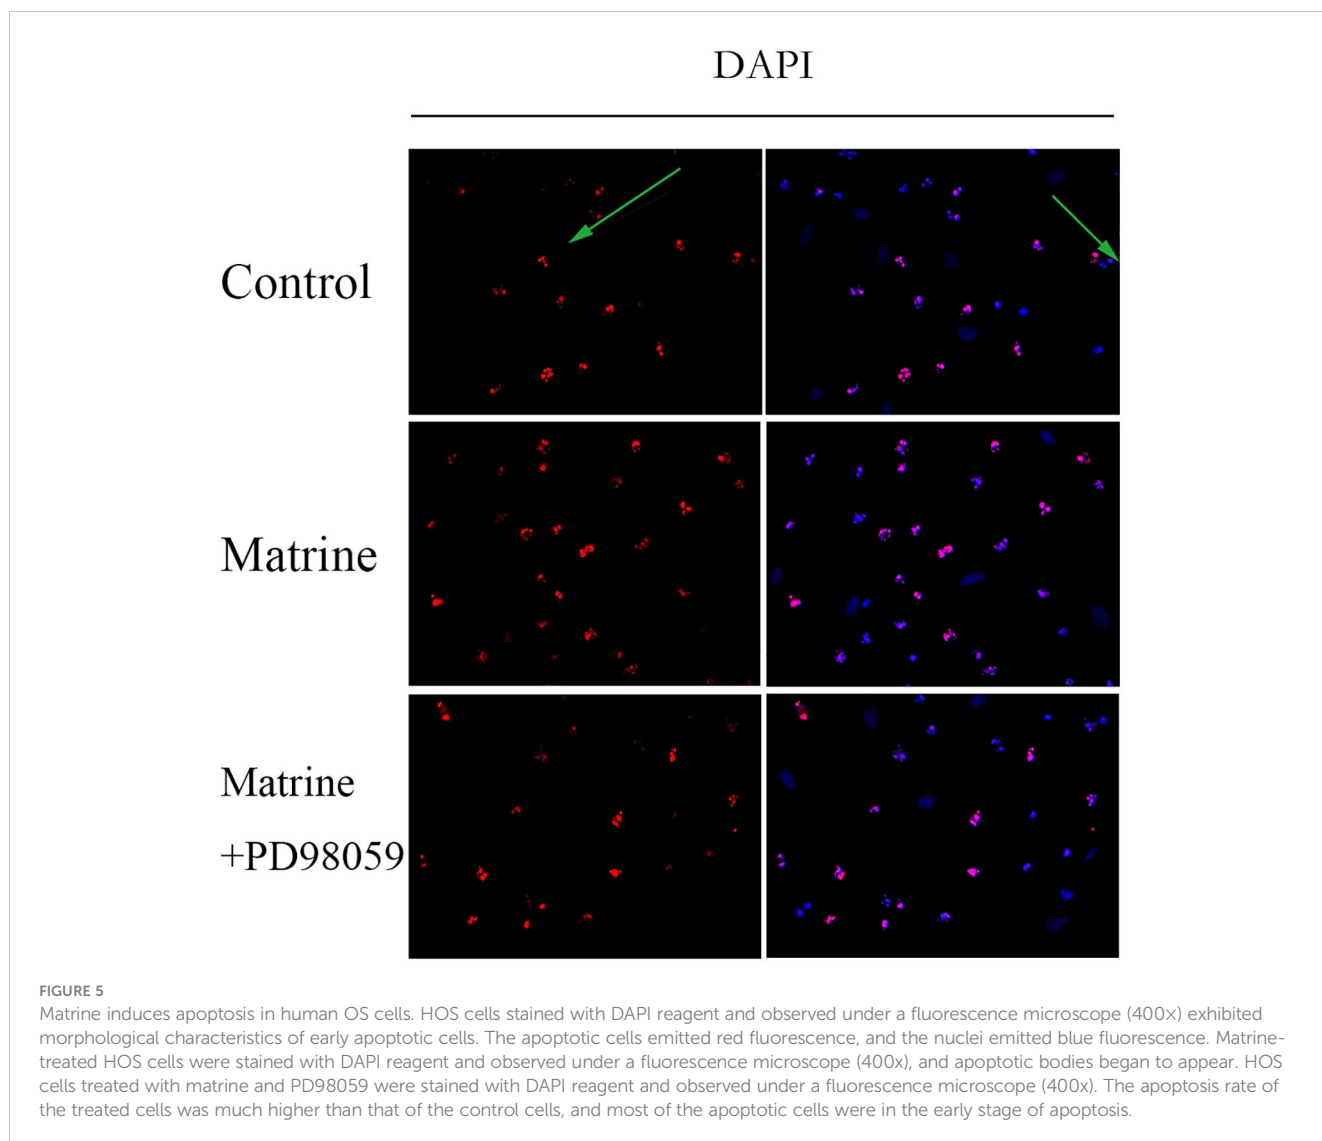 DAPI
Control
Matrine
Matrine
+PD98059
FIGURE 5
Matrine induces apoptosis in human OS cells. HOS cells stained with DAPI reagent and observed under a fluorescence microscope (400×) exhibited
morphological characteristics of early apoptotic cells. The apoptotic cells emitted red fluorescence, and the nuclei emitted blue fluorescence. Matrine-
treated HOS cells were stained with DAPI reagent and observed under a fluorescence microscope (400x), and apoptotic bodies began to appear. HOS
cells treated with matrine and PD98059 were stained with DAPI reagent and observed under a fluorescence microscope (400x). The apoptosis rate of
the treated cells was much higher than that of the control cells, and most of the apoptotic cells were in the early stage of apoptosis.